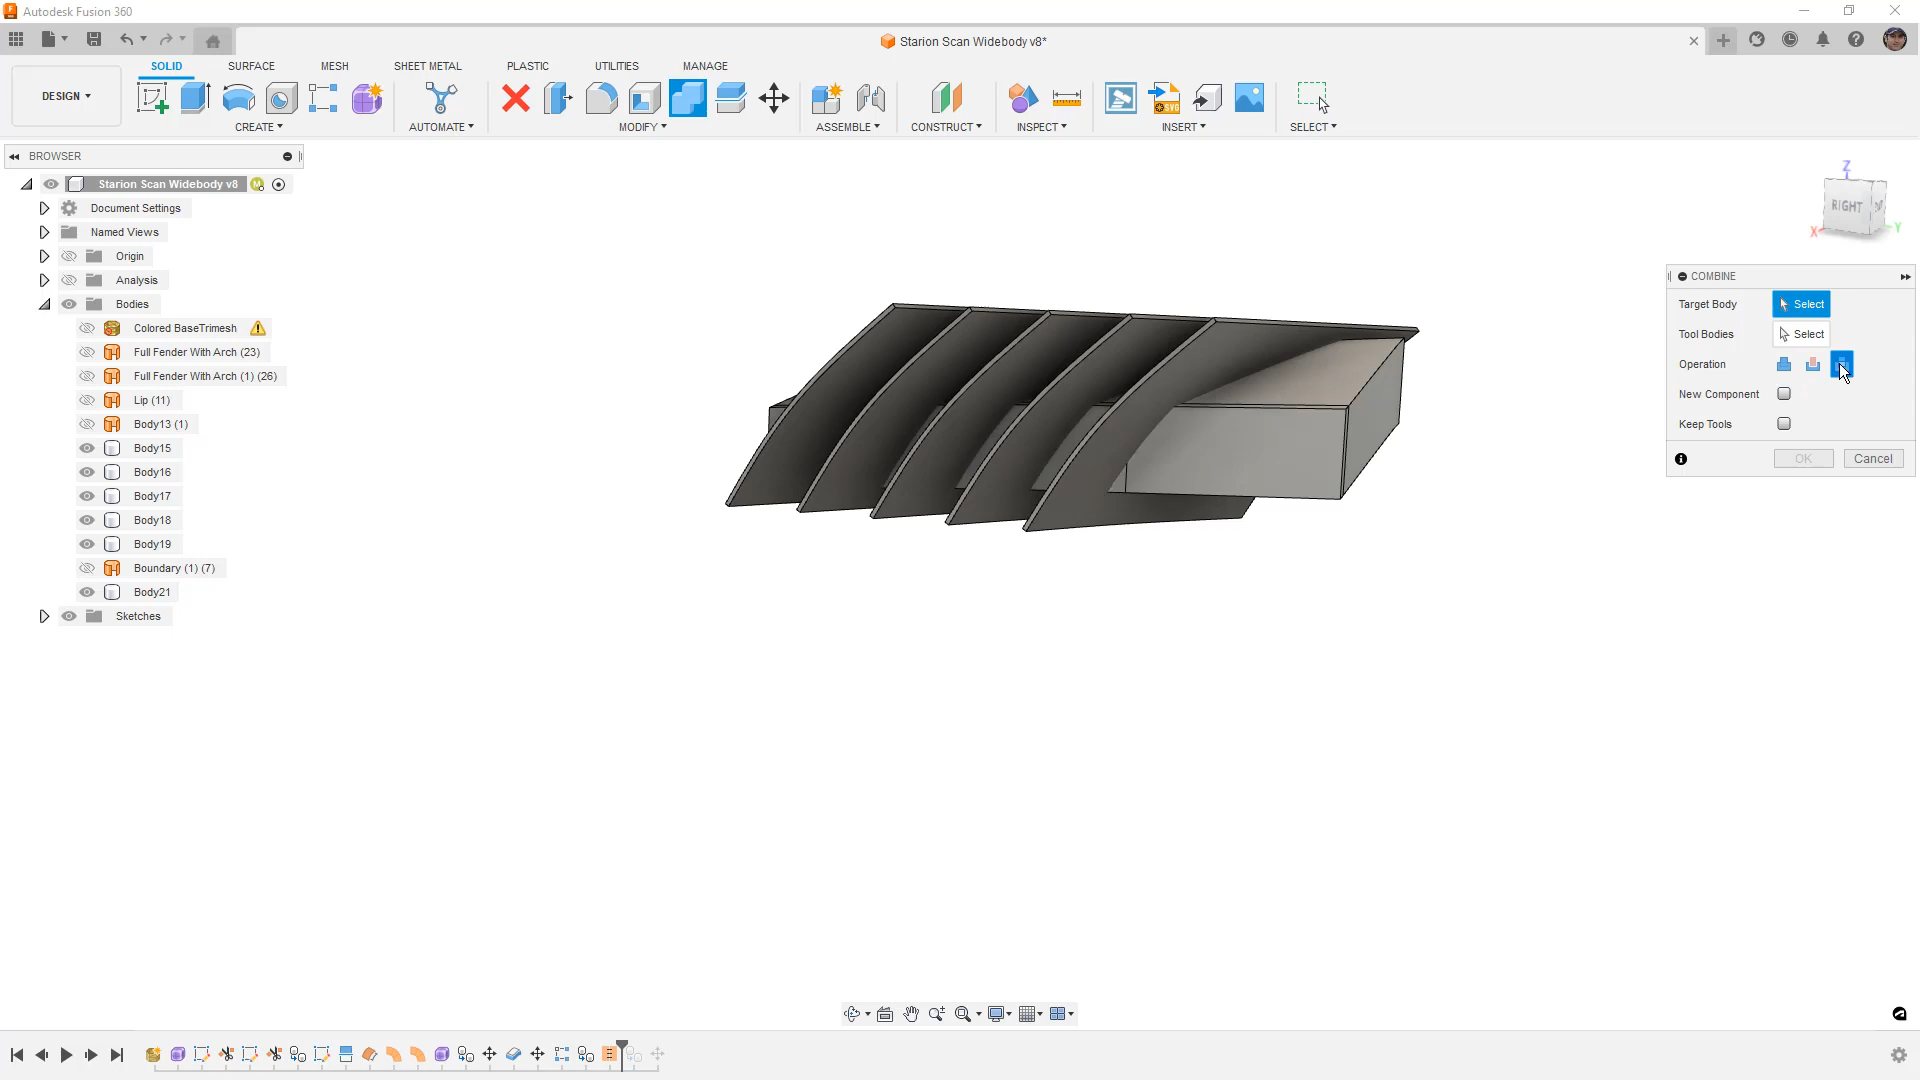 Autodesk Fusion 360
Starion Scan Widebody v8*
SOLID SURFACE MESH SHEET METAL PLASTIC UTILITIES MANAGE
DESIGN
CREATE AUTOMATE MODIFY ASSEMBLE CONSTRUCT INSPECT INSERT SELECT
BROWSER
Starion Scan Widebody v8
Document Settings
Named Views
Origin
Analysis
Bodies
Colored BaseTrimesh
Full Fender With Arch (23)
Full Fender With Arch (1) (26)
Lip (11)
Body13 (1)
Body15
Body16
Body17
Body18
Body19
Boundary (1) (7)
Body21
Sketches
Z
RIGHT
X
Y
COMBINE
Target Body Select
Tool Bodies Select
Operation
New Component
Keep Tools
OK Cancel